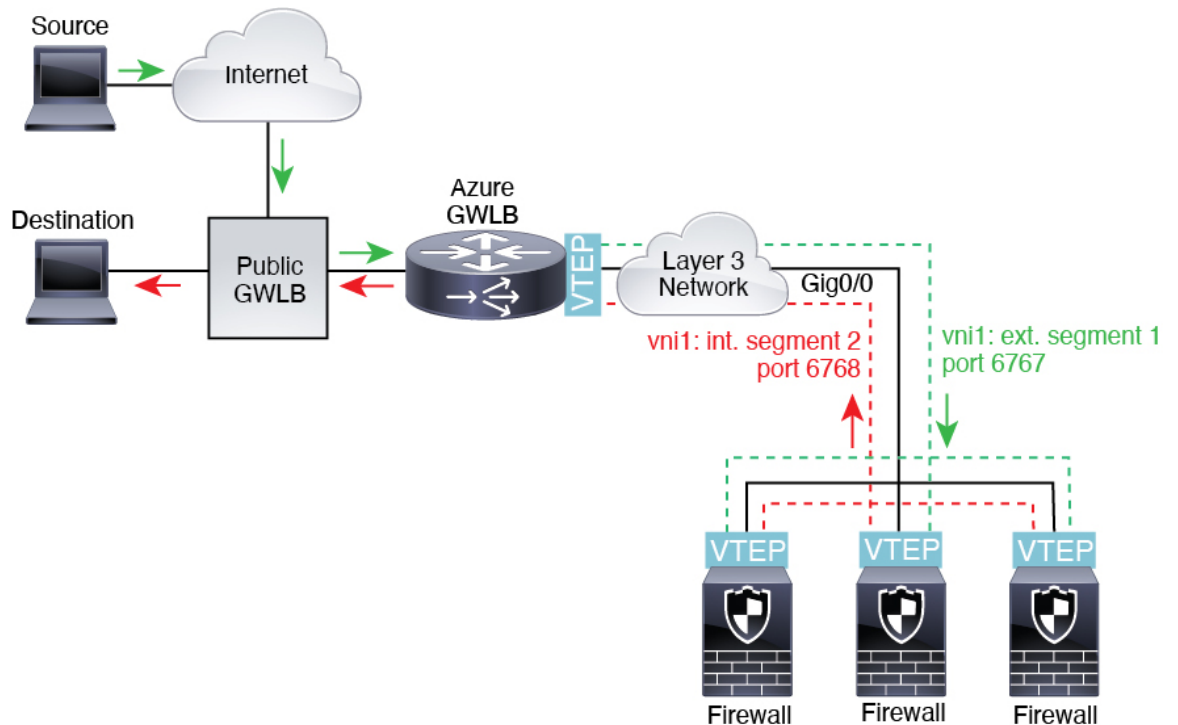 Source
Internet
Destination
Public
GWLB
Azure
GWLB
VTEP
Layer 3
Network
Gig0/0
vni1: int. segment 2
port 6768
vni1: ext. segment 1
port 6767
VTEP
VTEP
VTEP
Firewall
Firewall
Firewall